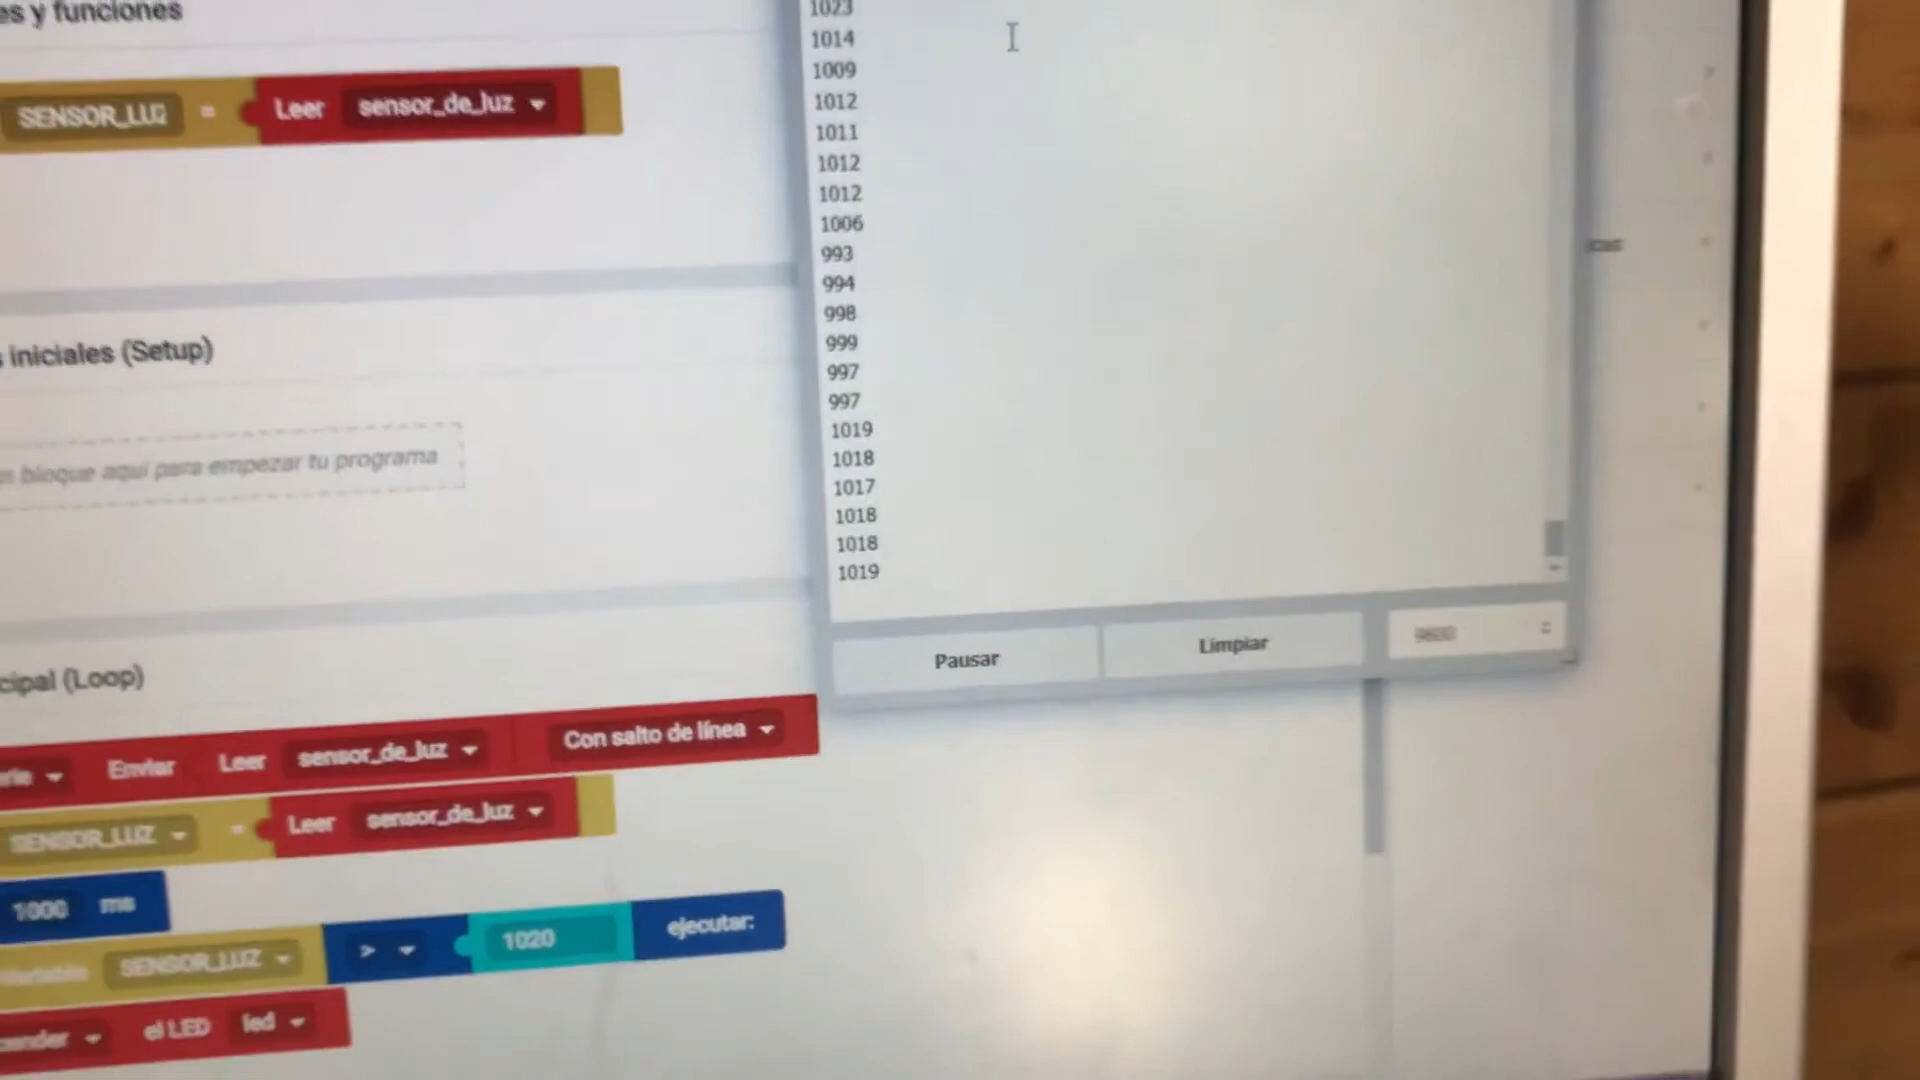 es y funciones
SENSOR_LUZ = Leer sensor_de_luz
iniciales (Setup)
bloque aquí para empezar tu programa
cipal (Loop)
Enviar Leer sensor_de_luz Con salto de línea
SENSOR_LUZ = Leer sensor_de_luz
1000 ms
Variable SENSOR_LUZ > 1020 ejecutar:
el LED led
1023
1014
1009
1012
1011
1012
1012
1006
993
994
998
999
997
997
1019
1018
1017
1018
1018
1019
Pausar Limpiar 9600